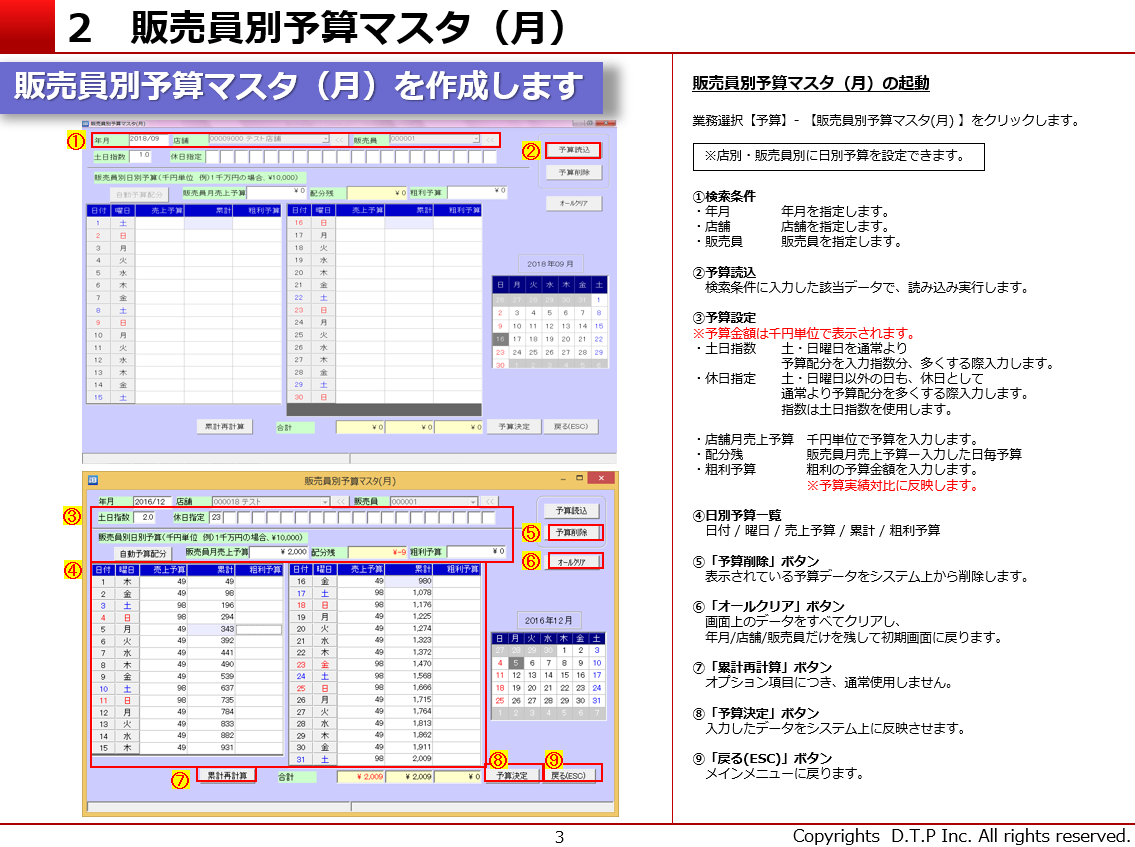 2　販売員別予算マスタ（月）
販売員別予算マスタ（月）を作成します
販売員別予算マスタ(月)
① 年月 2018/09 店舗 00009000 テスト店舗 << 販売員 000001 <<
② 予算読込
土日指数 1.0 休日指定
予算削除
販売員別日別予算(千円単位 例)1千万円の場合、¥10,000)
自動予算配分 販売員月売上予算 ¥0 配分残 ¥0 粗利予算 ¥0
オールクリア
日付 曜日 売上予算 累計 粗利予算 日付 曜日 売上予算 累計 粗利予算
1 土 16 日
2 日 17 月
3 月 18 火
4 火 19 水
5 水 20 木
6 木 21 金
7 金 22 土
8 土 23 日
9 日 24 月
10 月 25 火
11 火 26 水
12 水 27 木
13 木 28 金
14 金 29 土
15 土 30 日
2018年09月
日 月 火 水 木 金 土
26 27 28 29 30 31 1
2 3 4 5 6 7 8
9 10 11 12 13 14 15
16 17 18 19 20 21 22
23 24 25 26 27 28 29
30 1 2 3 4 5 6
累計再計算 合計 ¥0 ¥0 ¥0 予算決定 戻る(ESC)
販売員別予算マスタ(月)
年月 2016/12 店舗 000018 テスト << 販売員 000001 <<
予算読込
③ 土日指数 2.0 休日指定 23
⑤ 予算削除
販売員別日別予算(千円単位 例)1千万円の場合、¥10,000)
自動予算配分 販売員月売上予算 ¥2,000 配分残 ¥-9 粗利予算 ¥0
⑥ オールクリア
④ 日付 曜日 売上予算 累計 粗利予算 日付 曜日 売上予算 累計 粗利予算
1 木 49 49 16 金 49 980
2 金 49 98 17 土 98 1,078
3 土 98 196 18 日 98 1,176
4 日 98 294 19 月 49 1,225
5 月 49 343 20 火 49 1,274
6 火 49 392 21 水 49 1,323
7 水 49 441 22 木 49 1,372
8 木 49 490 23 金 98 1,470
9 金 49 539 24 土 98 1,568
10 土 98 637 25 日 98 1,666
11 日 98 735 26 月 49 1,715
12 月 49 784 27 火 49 1,764
13 火 49 833 28 水 49 1,813
14 水 49 882 29 木 49 1,862
15 木 49 931 30 金 49 1,911
31 土 98 2,009
2016年12月
日 月 火 水 木 金 土
27 28 29 30 1 2 3
4 5 6 7 8 9 10
11 12 13 14 15 16 17
18 19 20 21 22 23 24
25 26 27 28 29 30 31
1 2 3 4 5 6 7
⑦ 累計再計算 合計 ¥2,009 ¥2,009 ¥0 ⑧ 予算決定 ⑨ 戻る(ESC)
販売員別予算マスタ（月）の起動
業務選択【予算】- 【販売員別予算マスタ(月) 】をクリックします。
※店別・販売員別に日別予算を設定できます。
①検索条件
・年月　年月を指定します。
・店舗　店舗を指定します。
・販売員　販売員を指定します。
②予算読込
検索条件に入力した該当データで、読み込み実行します。
③予算設定
※予算金額は千円単位で表示されます。
・土日指数　土・日曜日を通常より
予算配分を入力指数分、多くする際入力します。
・休日指定　土・日曜日以外の日も、休日として
通常より予算配分を多くする際入力します。
指数は土日指数を使用します。
・店舗月売上予算　千円単位で予算を入力します。
・配分残　販売員月売上予算ー入力した日毎予算
・粗利予算　粗利の予算金額を入力します。
※予算実績対比に反映します。
④日別予算一覧
日付 / 曜日 / 売上予算 / 累計 / 粗利予算
⑤「予算削除」ボタン
表示されている予算データをシステム上から削除します。
⑥「オールクリア」ボタン
画面上のデータをすべてクリアし、
年月/店舗/販売員だけを残して初期画面に戻ります。
⑦「累計再計算」ボタン
オプション項目につき、通常使用しません。
⑧「予算決定」ボタン
入力したデータをシステム上に反映させます。
⑨「戻る(ESC)」ボタン
メインメニューに戻ります。
3
Copyrights D.T.P Inc. All rights reserved.